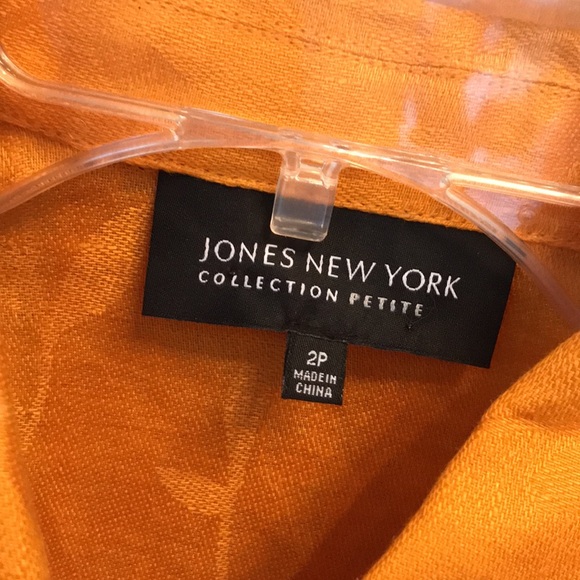 JONES NEW YORK
COLLECTION PETITE
2P
MADE IN
CHINA